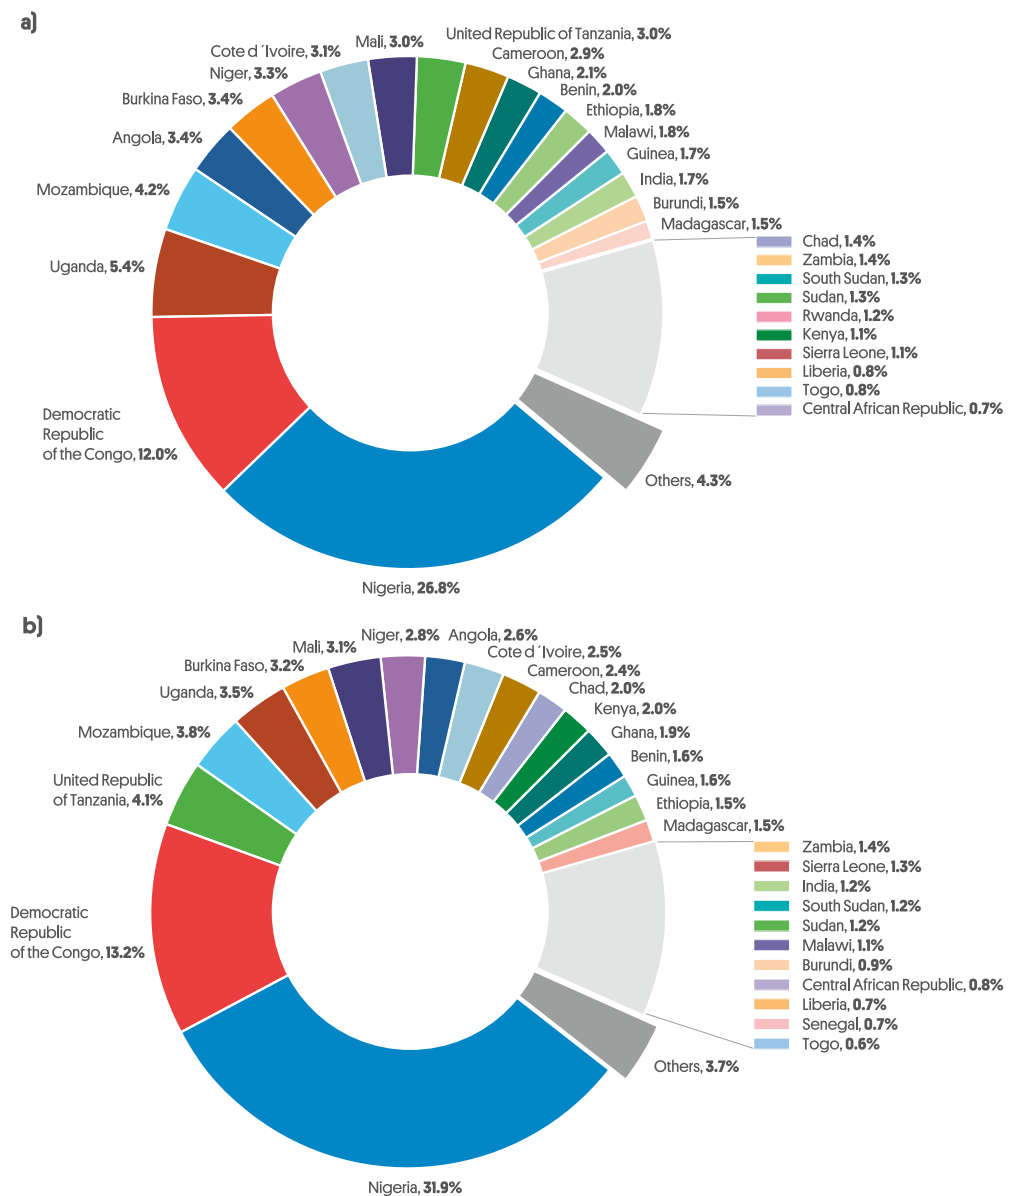 a)
United Republic of Tanzania, 3.0%
Mali, 3.0%
Cote d ´Ivoire, 3.1%
Cameroon, 2.9%
Niger, 3.3%
Ghana, 2.1%
Benin, 2.0%
Burkina Faso, 3.4%
Ethiopia, 1.8%
Angola, 3.4%
Malawi, 1.8%
Guinea, 1.7%
India, 1.7%
Mozambique, 4.2%
Burundi, 1.5%
Madagascar, 1.5%
Uganda, 5.4%
Chad, 1.4%
Zambia, 1.4%
South Sudan, 1.3%
Sudan, 1.3%
Rwanda, 1.2%
Kenya, 1.1%
Sierra Leone, 1.1%
Liberia, 0.8%
Togo, 0.8%
Central African Republic, 0.7%
Democratic
Republic
of the Congo, 12.0%
Others, 4.3%
Nigeria, 26.8%
b)
Niger, 2.8%
Angola, 2.6%
Mali, 3.1%
Cote d ´Ivoire, 2.5%
Burkina Faso, 3.2%
Cameroon, 2.4%
Uganda, 3.5%
Chad, 2.0%
Kenya, 2.0%
Mozambique, 3.8%
Ghana, 1.9%
Benin, 1.6%
United Republic
of Tanzania, 4.1%
Guinea, 1.6%
Ethiopia, 1.5%
Madagascar, 1.5%
Zambia, 1.4%
Sierra Leone, 1.3%
India, 1.2%
South Sudan, 1.2%
Sudan, 1.2%
Malawi, 1.1%
Burundi, 0.9%
Central African Republic, 0.8%
Liberia, 0.7%
Senegal, 0.7%
Togo, 0.6%
Democratic
Republic
of the Congo, 13.2%
Others, 3.7%
Nigeria, 31.9%